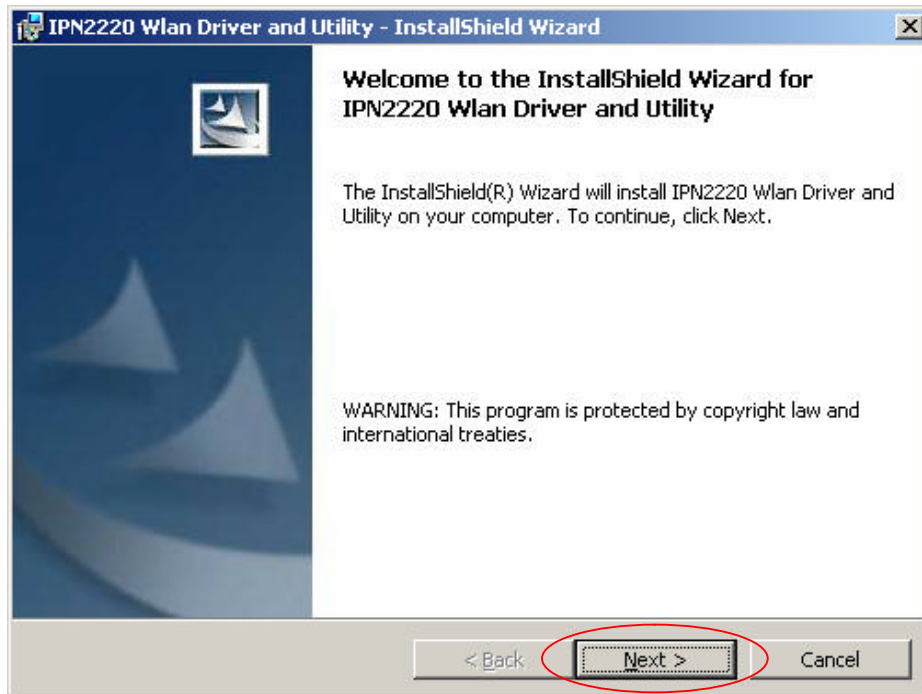 IPN2220 Wlan Driver and Utility - InstallShield Wizard
Welcome to the InstallShield Wizard for
IPN2220 Wlan Driver and Utility
The InstallShield(R) Wizard will install IPN2220 Wlan Driver and
Utility on your computer. To continue, click Next.
WARNING: This program is protected by copyright law and
international treaties.
< Back
Next >
Cancel